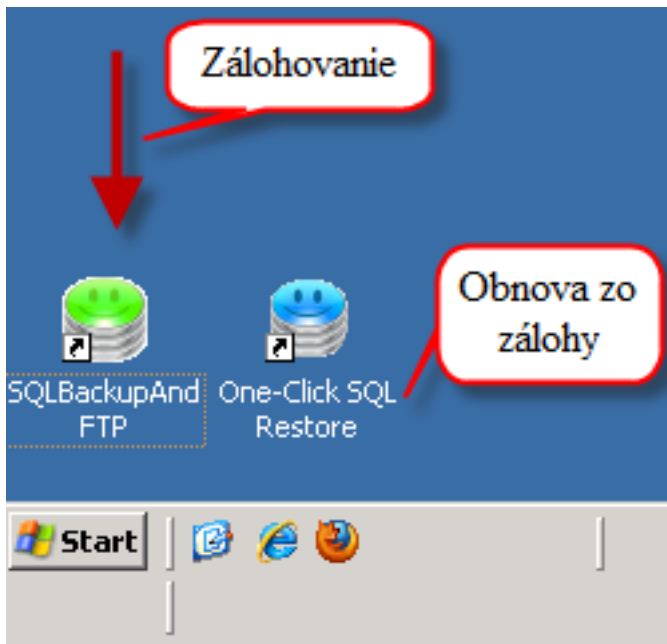 Zálohovanie
Obnova zo
zálohy
SQLBackupAnd
FTP
One-Click SQL
Restore
Start